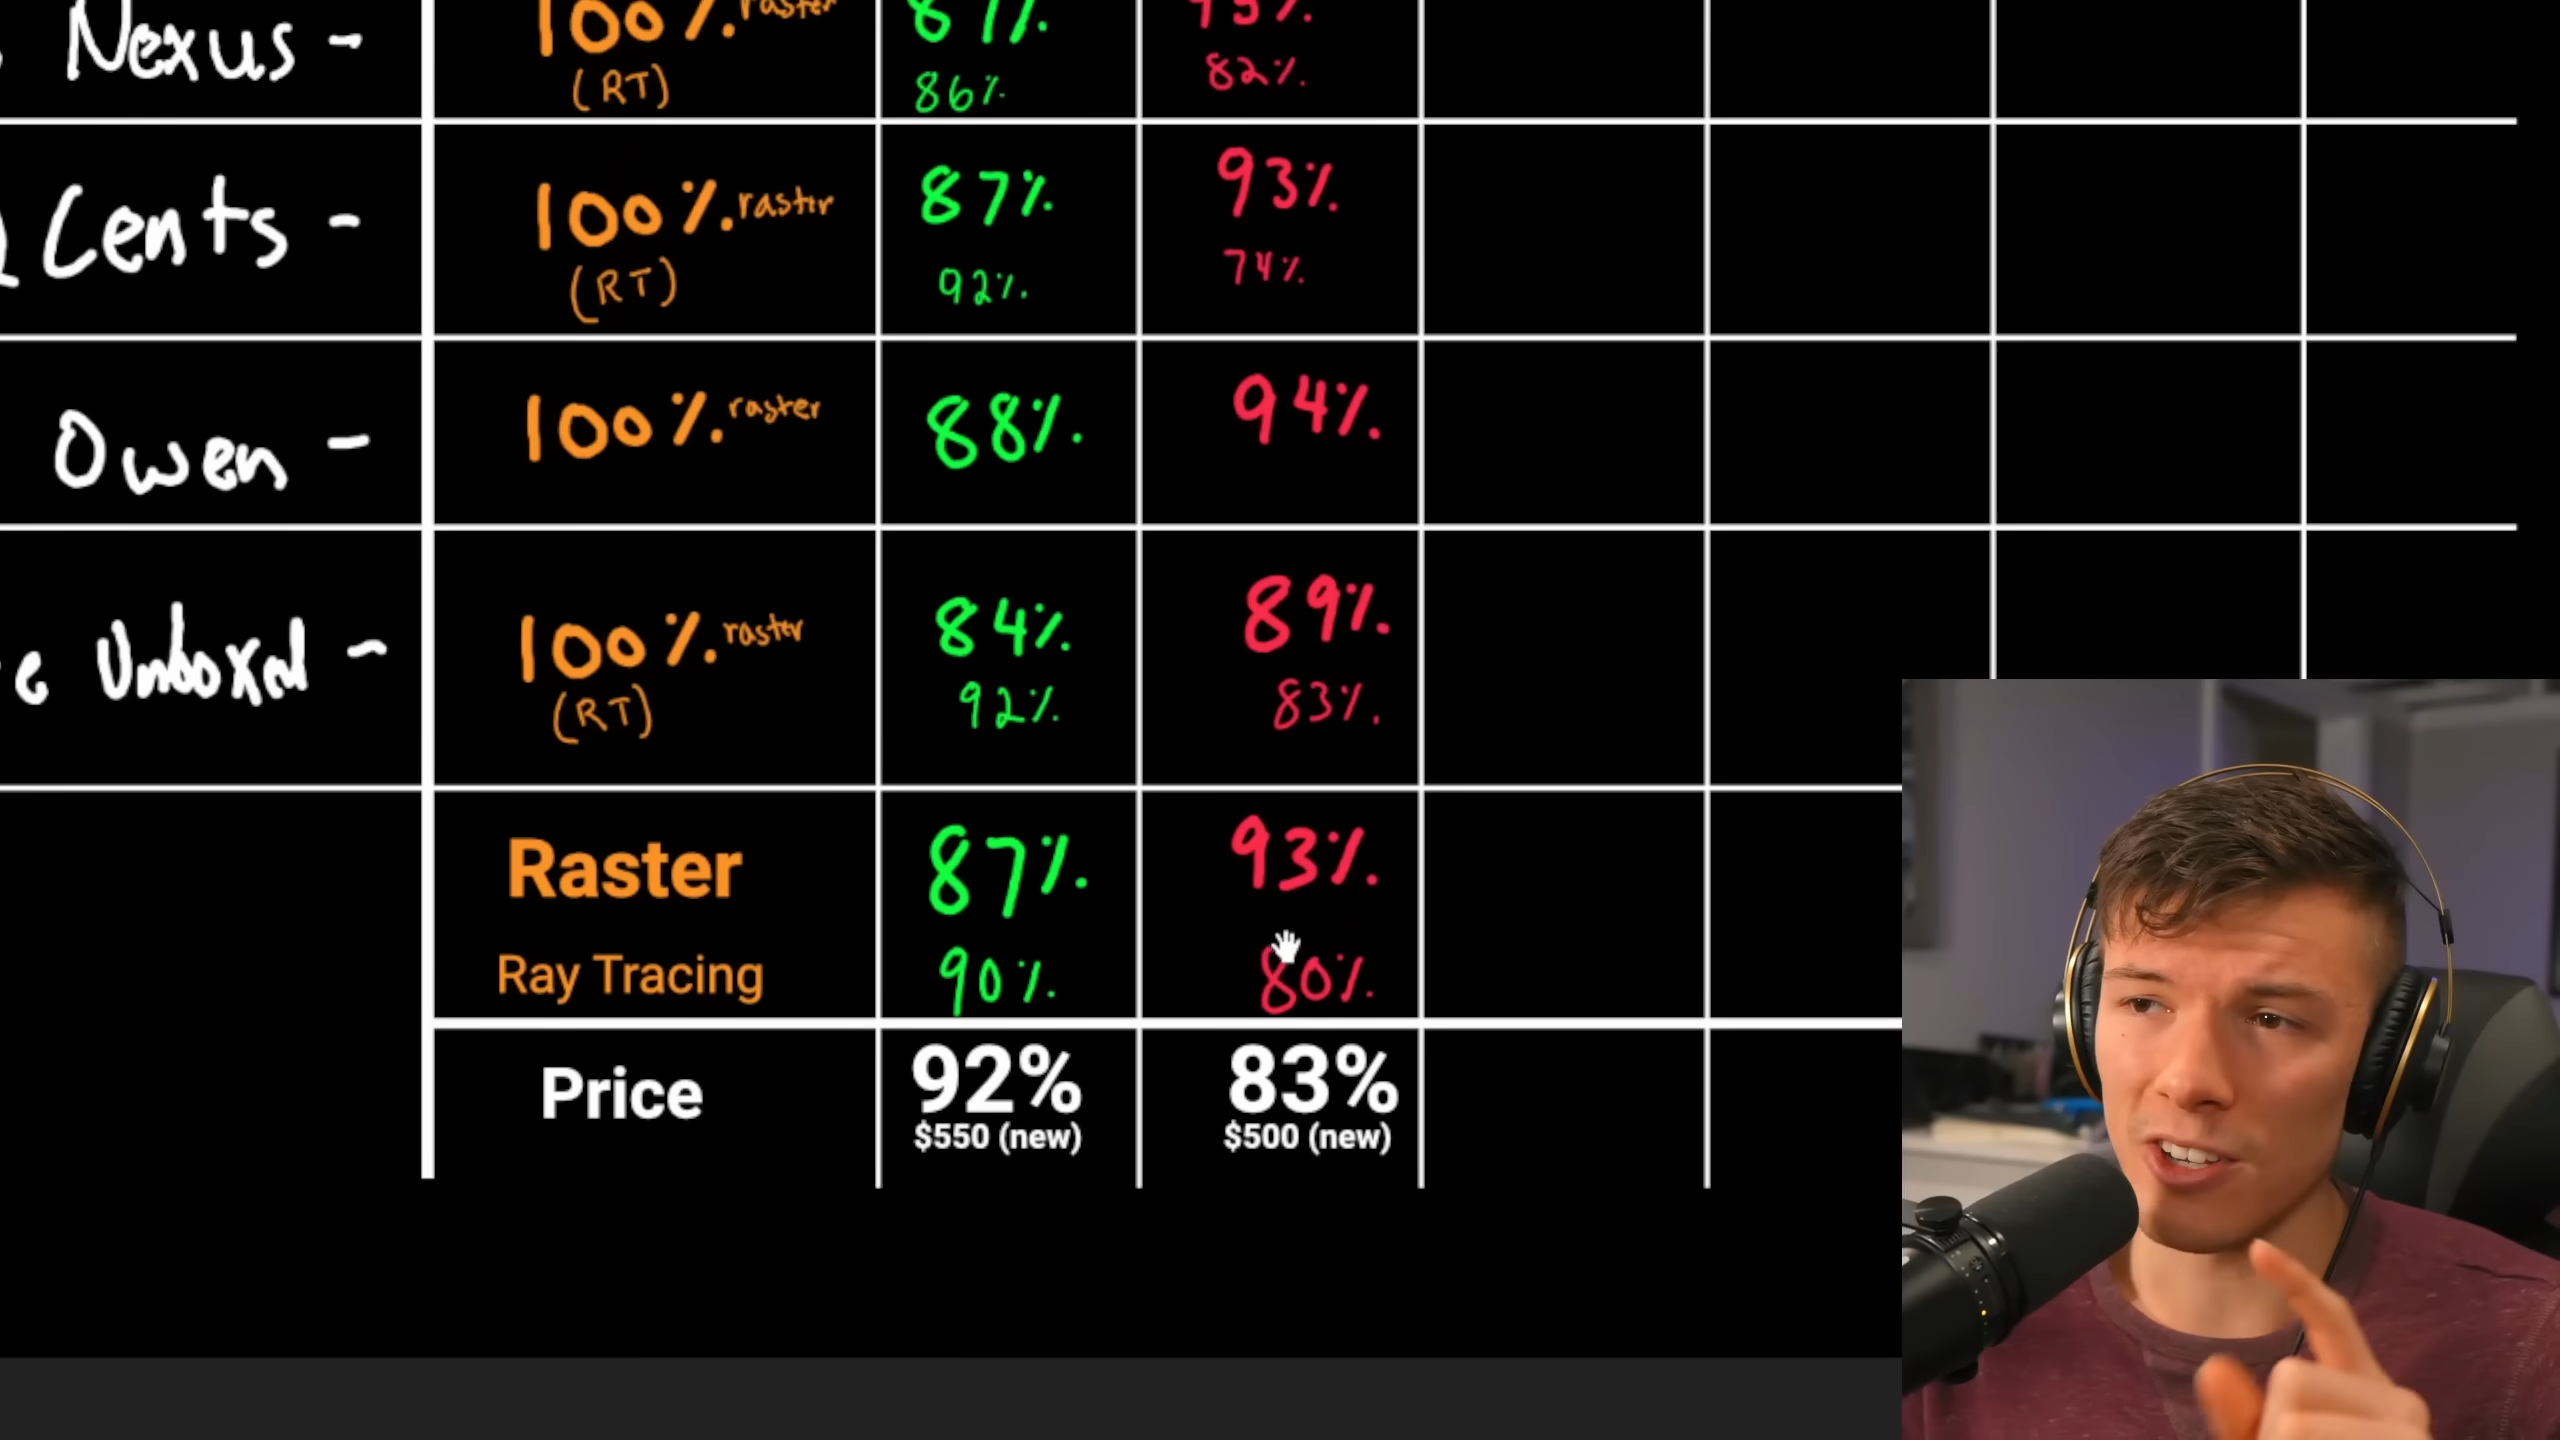 Nexus - 100% raster 87%
(RT) 86% 82%
Cents - 100% raster 87% 93%
(RT) 92% 74%
Owen - 100% raster 88% 94%
Unboxed - 100% raster 84% 89%
(RT) 92% 83%
Raster 87% 93%
Ray Tracing 90% 80%
Price 92% 83%
$550 (new) $500 (new)